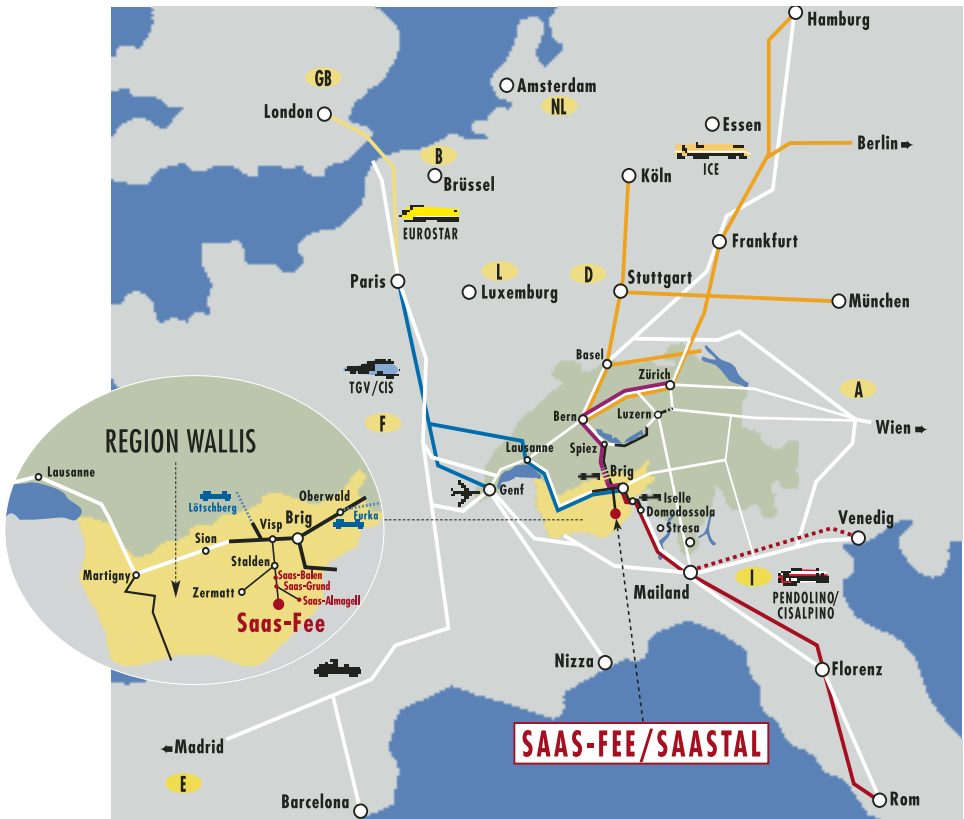 Hamburg
GB
Amsterdam
London
NL
Essen
Berlin
B
ICE
Brüssel
Köln
EUROSTAR
Frankfurt
L
D
Paris
Luxemburg
Stuttgart
München
Basel
TGV/CIS
Zürich
A
F
Bern
Luzern
Wien
REGION WALLIS
Lausanne
Spiez
Lausanne
Brig
Genf
Iselle
Domodossola
Stresa
Venedig
Lötschberg
Oberwald
Furka
Visp
Brig
Sion
Stalden
Martigny
Saas-Balen
Saas-Grund
Zermatt
Saas-Almagell
Saas-Fee
Mailand
I
PENDOLINO/
CISALPINO
Nizza
Florenz
SAAS-FEE/SAASTAL
Madrid
E
Barcelona
Rom